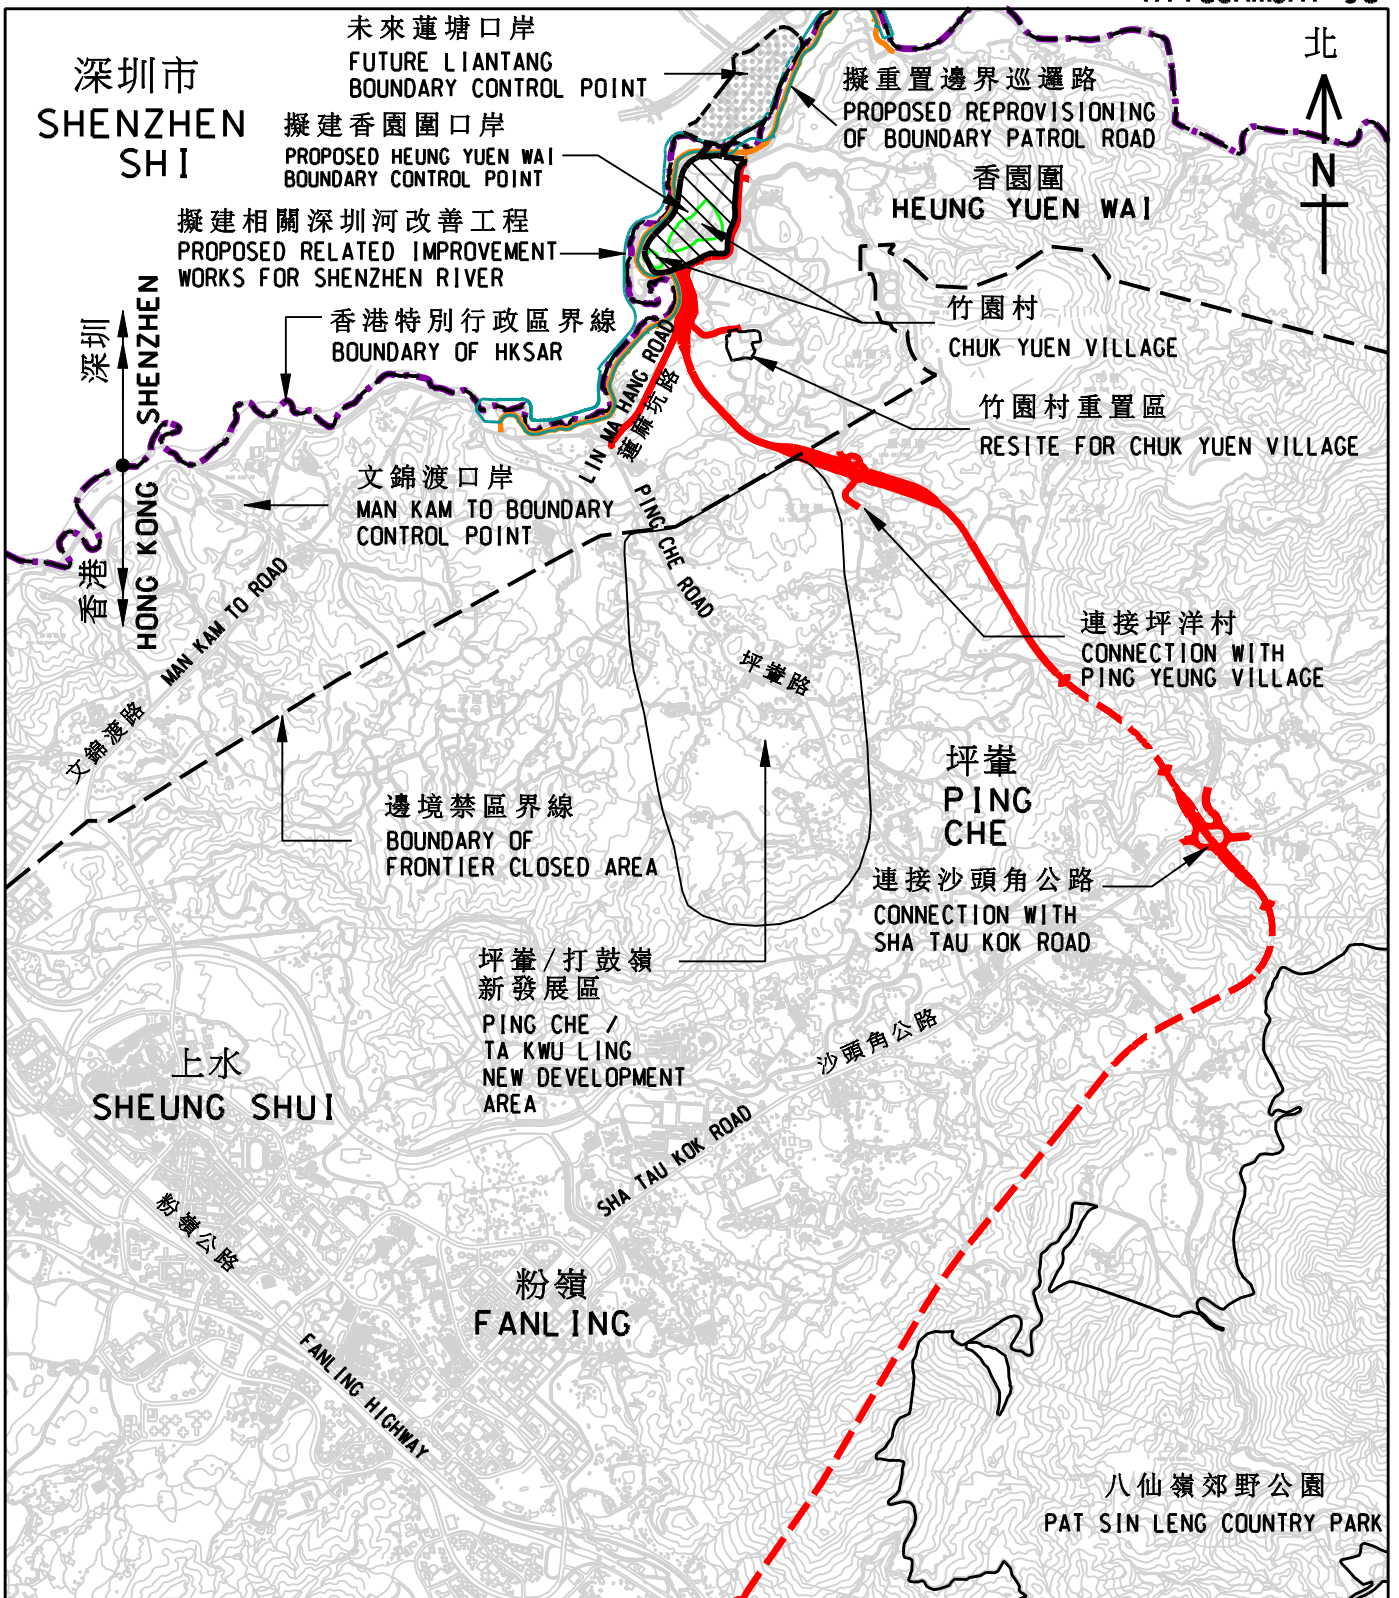 未來蓮塘口岸
FUTURE LIANTANG
BOUNDARY CONTROL POINT
北
N
深圳市
SHENZHEN
SHI
擬重置邊界巡邏路
PROPOSED REPROVISIONING
OF BOUNDARY PATROL ROAD
擬建香園圍口岸
PROPOSED HEUNG YUEN WAI
BOUNDARY CONTROL POINT
香園圍
HEUNG YUEN WAI
擬建相關深圳河改善工程
PROPOSED RELATED IMPROVEMENT
WORKS FOR SHENZHEN RIVER
竹園村
CHUK YUEN VILLAGE
香港特別行政區界線
BOUNDARY OF HKSAR
深圳
SHENZHEN
香港
HONG KONG
LIN MA HANG ROAD
蓮麻坑路
竹園村重置區
RESITE FOR CHUK YUEN VILLAGE
文錦渡口岸
MAN KAM TO BOUNDARY
CONTROL POINT
PING CHE ROAD
坪輋路
MAN KAM TO ROAD
文錦渡路
連接坪洋村
CONNECTION WITH
PING YEUNG VILLAGE
坪輋
PING
CHE
邊境禁區界線
BOUNDARY OF
FRONTIER CLOSED AREA
連接沙頭角公路
CONNECTION WITH
SHA TAU KOK ROAD
坪輋/打鼓嶺
新發展區
PING CHE /
TA KWU LING
NEW DEVELOPMENT
AREA
沙頭角公路
SHA TAU KOK ROAD
上水
SHEUNG SHUI
粉嶺公路
FANLING HIGHWAY
粉嶺
FANLING
八仙嶺郊野公園
PAT SIN LENG COUNTRY PARK